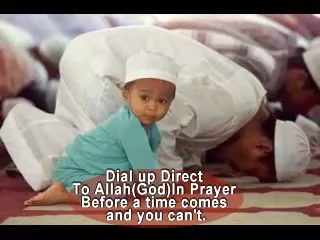 Dial up Direct
To Allah(God)In Prayer
Before a time comes
and you can't.